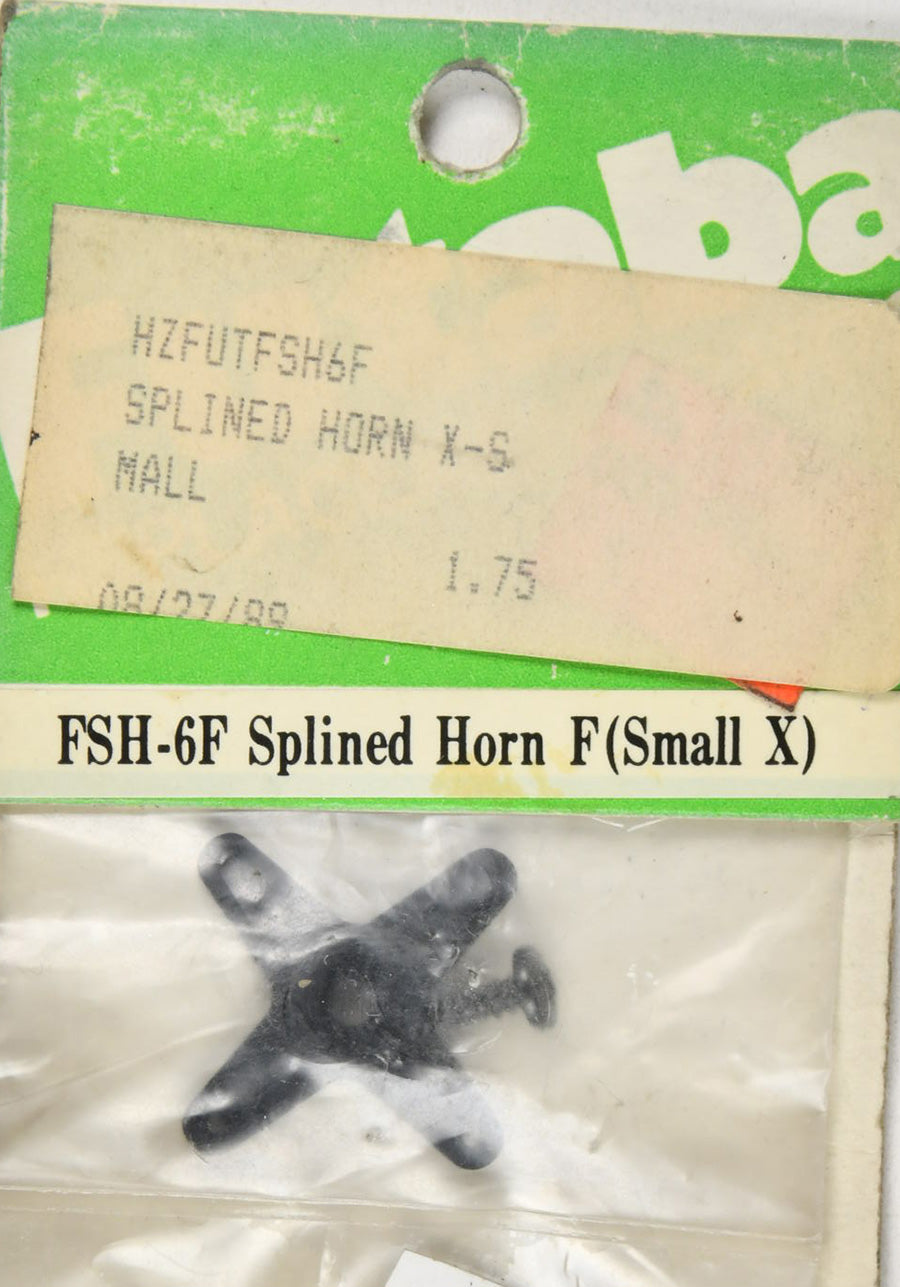 HZFUTFSH6F
SPLINED HORN X-S
MALL
1.75
FSH-6F Splined Horn F(Small X)